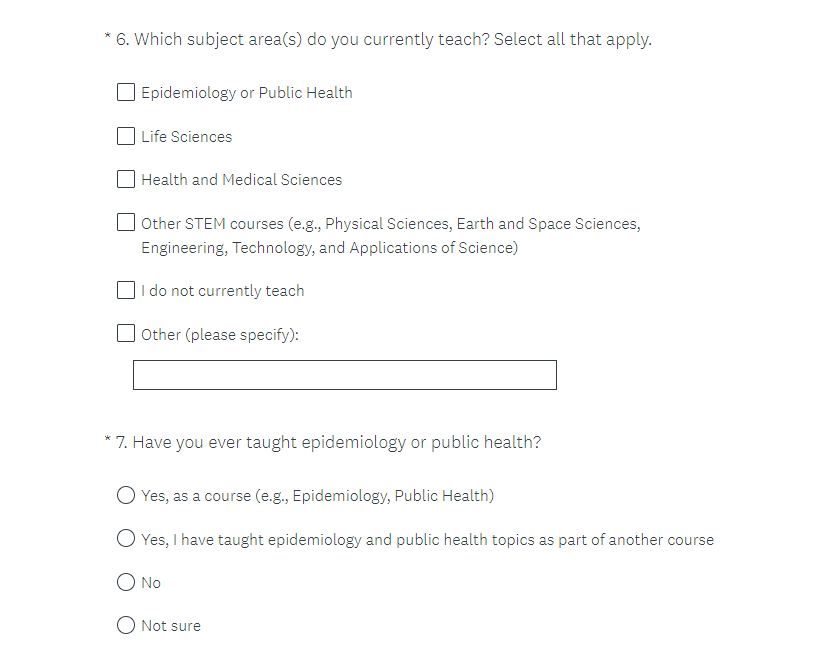 * 6. Which subject area(s) do you currently teach? Select all that apply.
Epidemiology or Public Health
Life Sciences
Health and Medical Sciences
Other STEM courses (e.g., Physical Sciences, Earth and Space Sciences,
Engineering, Technology, and Applications of Science)
I do not currently teach
Other (please specify):
* 7. Have you ever taught epidemiology or public health?
Yes, as a course (e.g., Epidemiology, Public Health)
Yes, I have taught epidemiology and public health topics as part of another course
No
Not sure